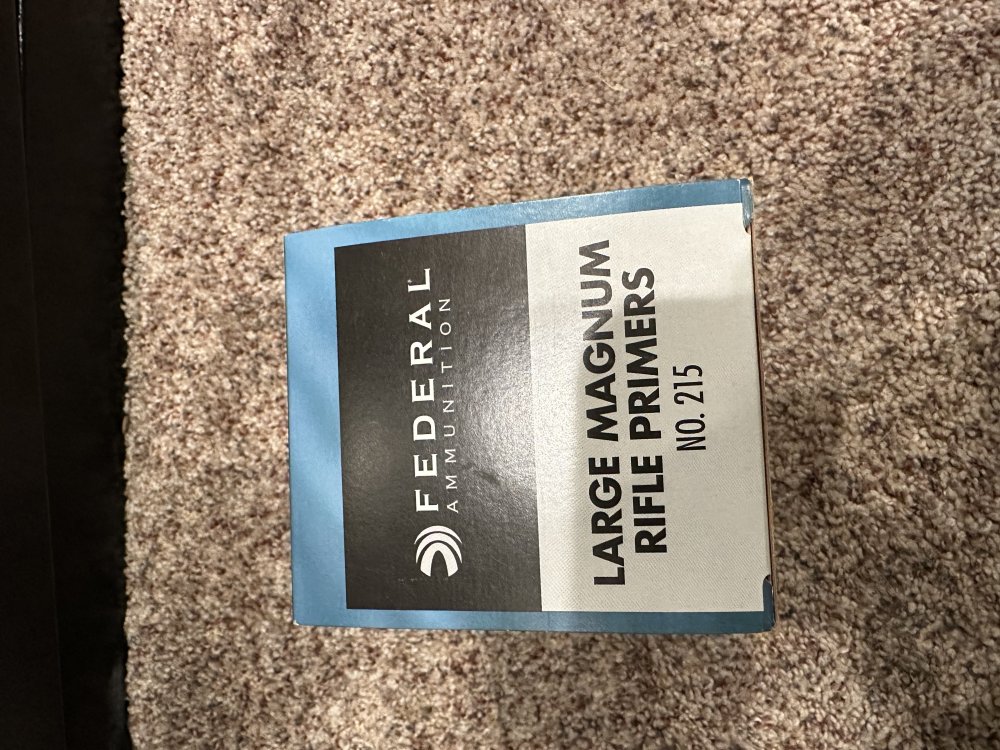 FEDERAL
AMMUNITION
LARGE MAGNUM
RIFLE PRIMERS
NO. 215